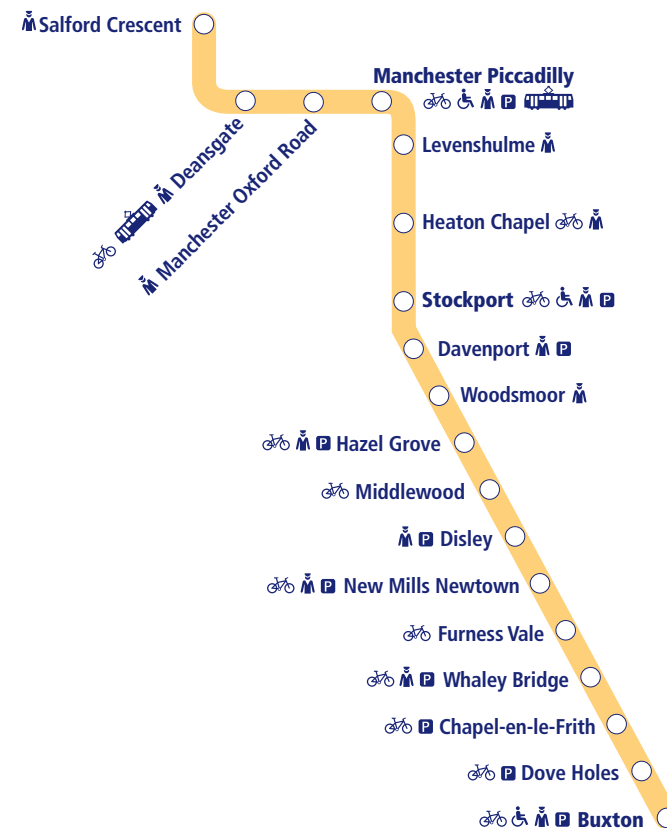 Salford Crescent
Manchester Piccadilly
P
Deansgate
Manchester Oxford Road
Levenshulme
Heaton Chapel
Stockport P
Davenport P
Woodsmoor
P Hazel Grove
Middlewood
P Disley
P New Mills Newtown
Furness Vale
P Whaley Bridge
P Chapel-en-le-Frith
P Dove Holes
P Buxton